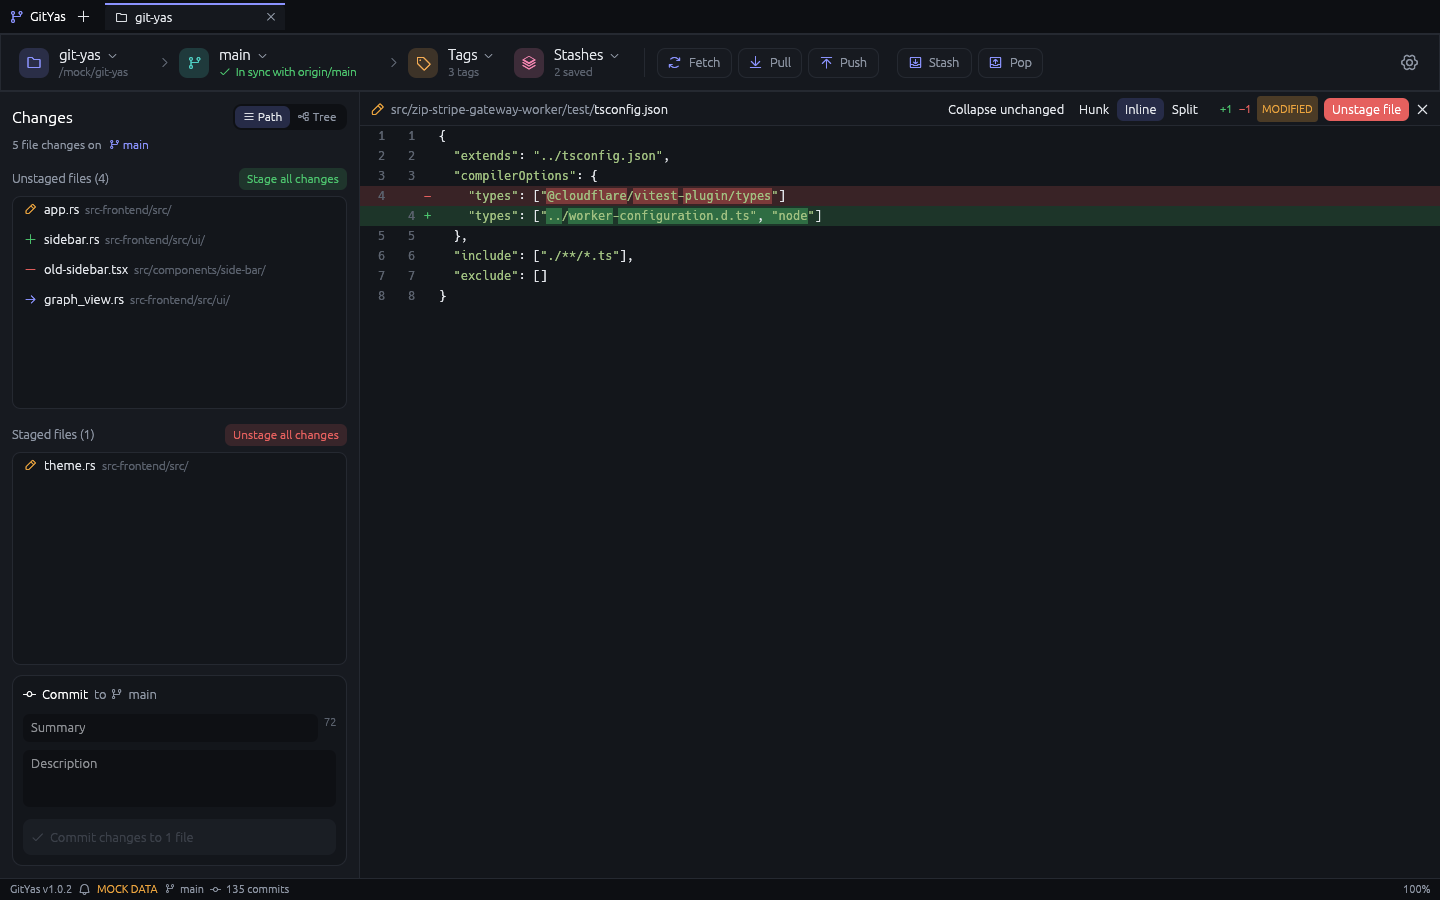 GitYas
git-yas
git-yas
/mock/git-yas
main
In sync with origin/main
Tags
3 tags
Stashes
2 saved
Fetch
Pull
Push
Stash
Pop
Changes
Path
Tree
5 file changes on main
Unstaged files (4)
Stage all changes
app.rs src-frontend/src/
sidebar.rs src-frontend/src/ui/
old-sidebar.tsx src/components/side-bar/
graph_view.rs src-frontend/src/ui/
Staged files (1)
Unstage all changes
theme.rs src-frontend/src/
Commit to main
Summary
72
Description
Commit changes to 1 file
src/zip-stripe-gateway-worker/test/tsconfig.json
Collapse unchanged
Hunk
Inline
Split
+1 −1
MODIFIED
Unstage file
1 1 {
2 2 "extends": "../tsconfig.json",
3 3 "compilerOptions": {
4 − "types": ["@cloudflare/vitest-plugin/types"]
4 + "types": ["../worker-configuration.d.ts", "node"]
5 5 },
6 6 "include": ["./**/*.ts"],
7 7 "exclude": []
8 8 }
GitYas v1.0.2
MOCK DATA
main
135 commits
100%